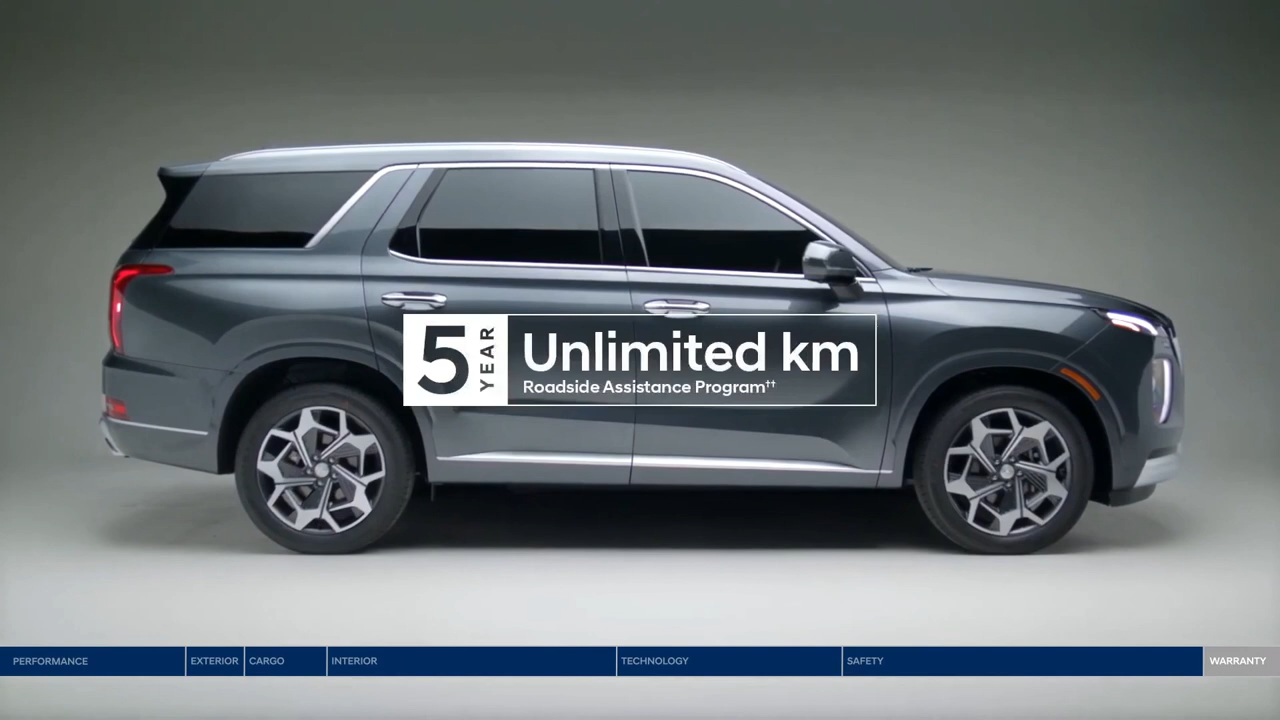 5 YEAR
Unlimited km
Roadside Assistance Program††
PERFORMANCE
EXTERIOR
CARGO
INTERIOR
TECHNOLOGY
SAFETY
WARRANTY